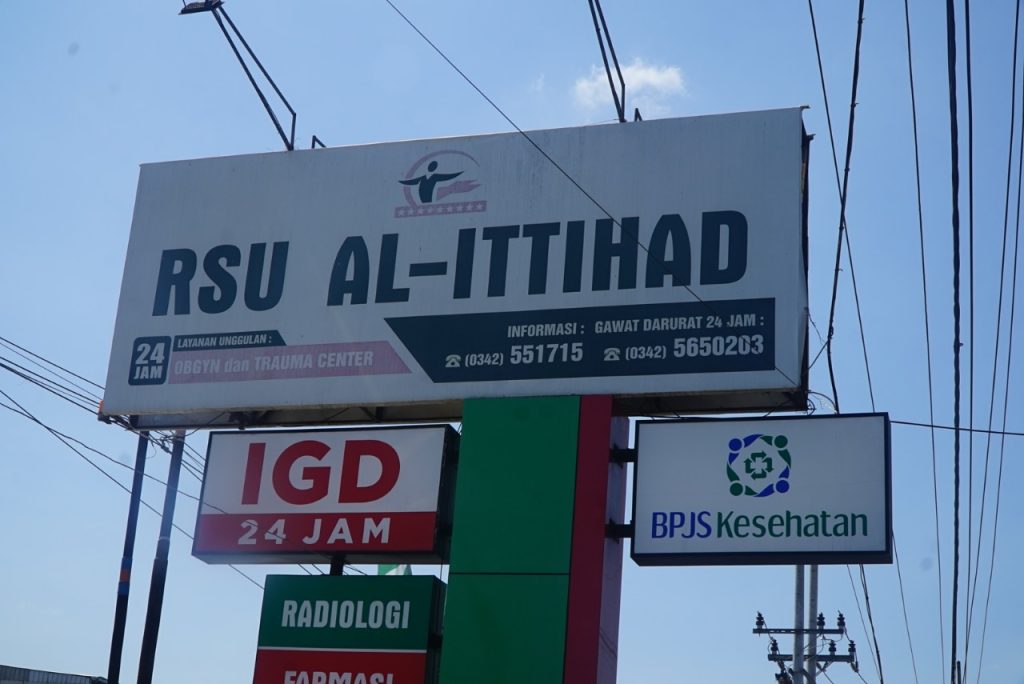 RSU AL-ITTIHAD
24 JAM
LAYANAN UNGGULAN :
OBGYN dan TRAUMA CENTER
INFORMASI : GAWAT DARURAT 24 JAM :
☎ (0342) 551715 ☎ (0342) 5650203
IGD
24 JAM
BPJS Kesehatan
RADIOLOGI
FARMASI